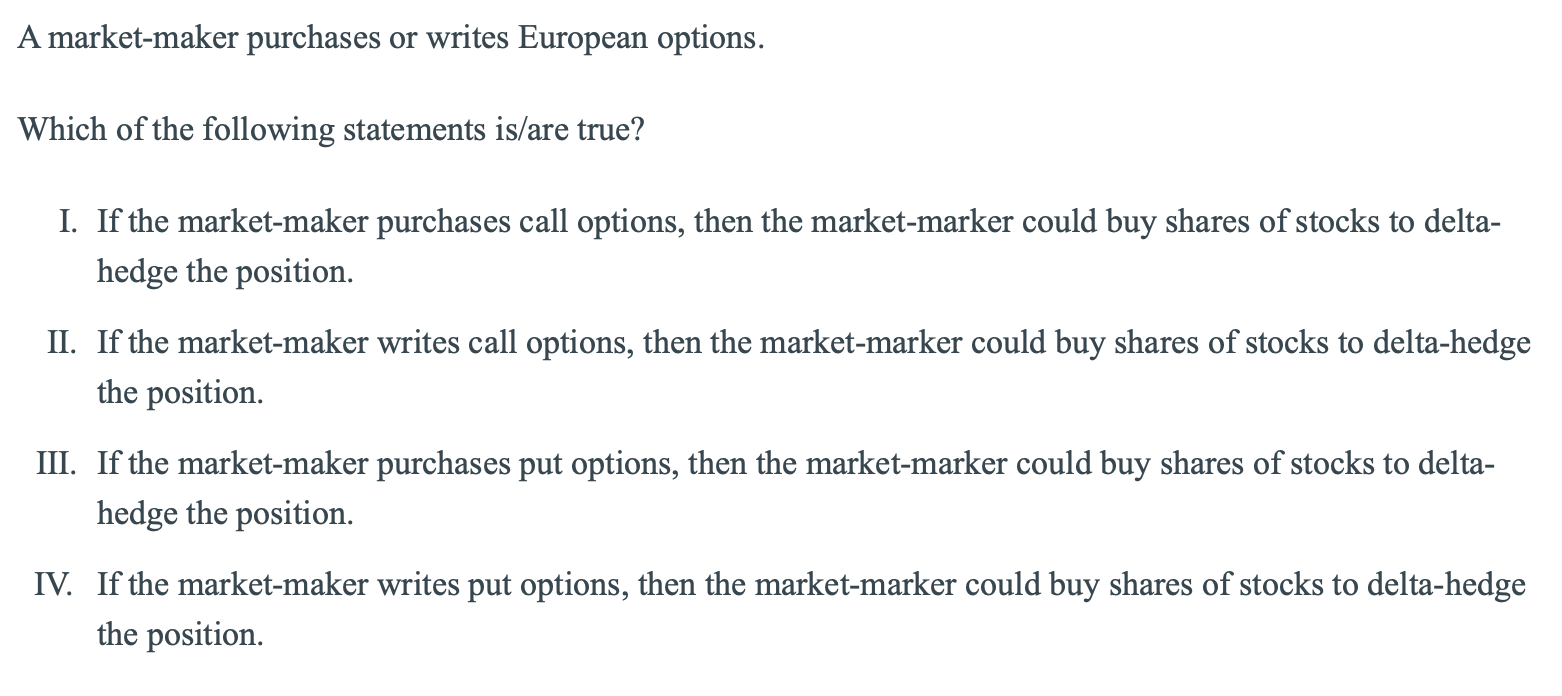 A market-maker purchases or writes European options.
Which of the following statements is/are true?
I. If the market-maker purchases call options, then the market-marker could buy shares of stocks to delta-
hedge the position.
II. If the market-maker writes call options, then the market-marker could buy shares of stocks to delta-hedge
the position.
III. If the market-maker purchases put options, then the market-marker could buy shares of stocks to delta-
hedge the position.
IV. If the market-maker writes put options, then the market-marker could buy shares of stocks to delta-hedge
the position.